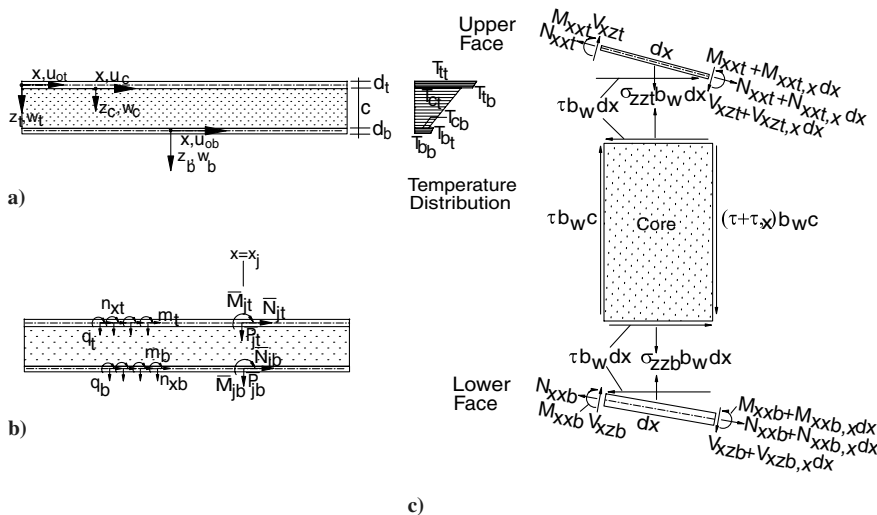 x,u_ot
x,u_c
d_t
c
z_t,w_t
z_c,w_c
d_b
x,u_ob
z_b,w_b
a)
T_tt
T_tb
T_ct
T_cb
T_bt
T_bb
Temperature
Distribution
x=x_j
n_xt
m_t
M̅_jt
N̅_jt
q_t
P_jt
m_b
N̅_jb
q_b
n_xb
M̅_jb
P_jb
b)
Upper
Face
M_xxt
V_xzt
N_xxt
dx
M_xxt+M_xxt,x dx
N_xxt+N_xxt,x dx
V_xzt+V_xzt,x dx
σ_zzt b_w dx
τb_w dx
τb_w c
Core
(τ+τ,x)b_w c
τb_w dx
σ_zzb b_w dx
Lower
Face
N_xxb
M_xxb
V_xzb
dx
M_xxb+M_xxb,x dx
N_xxb+N_xxb,x dx
V_xzb+V_xzb,x dx
c)